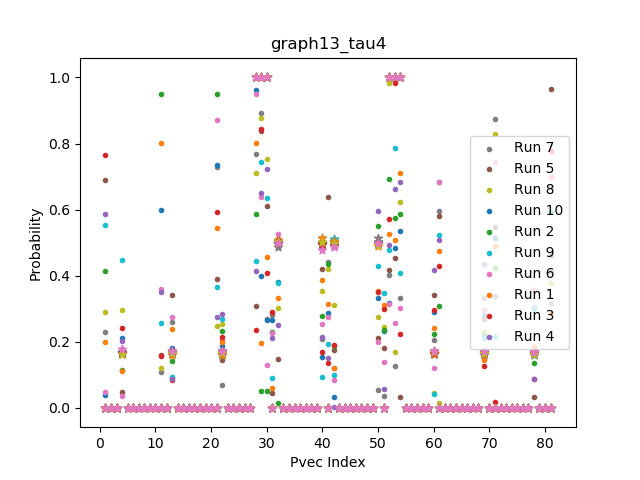 graph13_tau4
1.0
0.8
0.6
0.4
0.2
0.0
Probability
0 10 20 30 40 50 60 70 80
Pvec Index
Run 7
Run 5
Run 8
Run 10
Run 2
Run 9
Run 6
Run 1
Run 3
Run 4